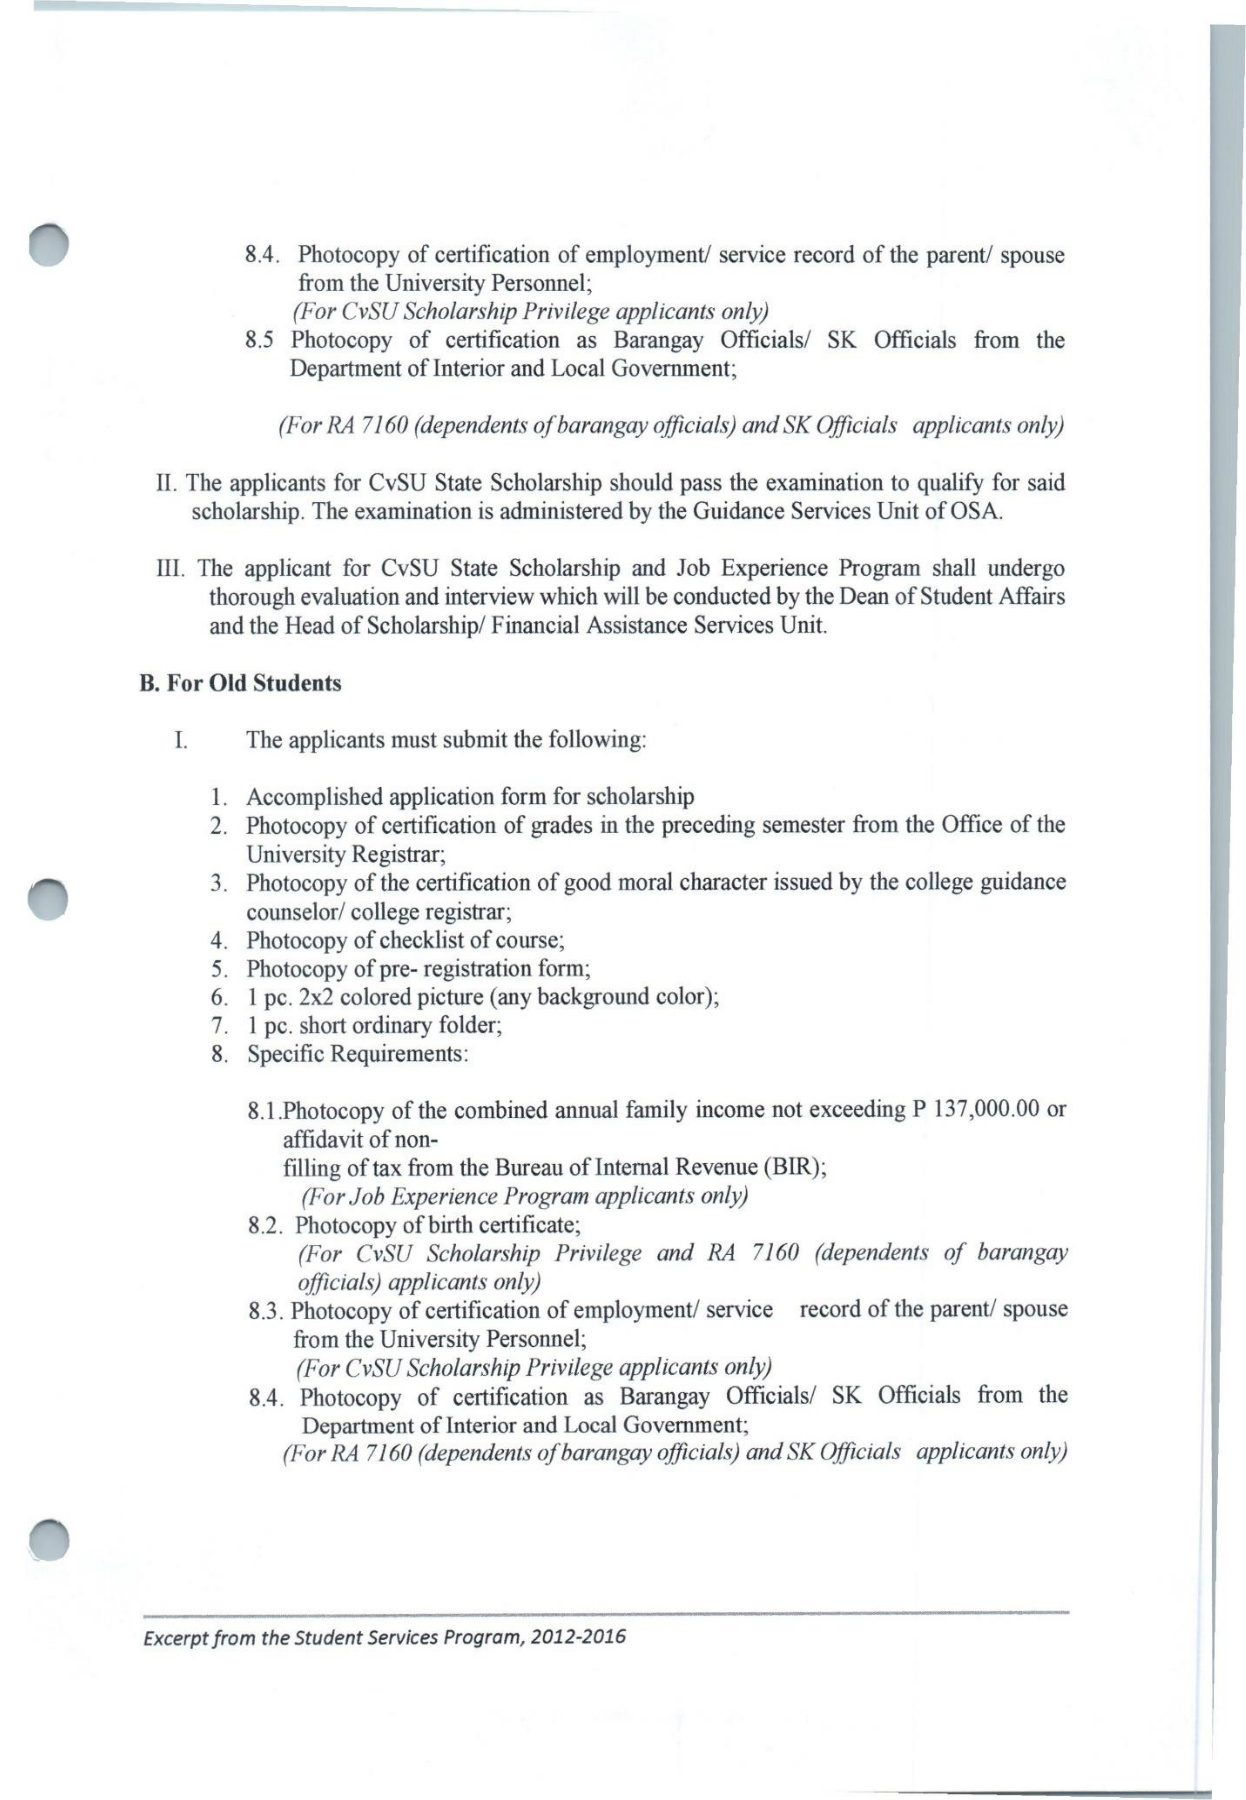 8.4. Photocopy of certification of employment/ service record of the parent/ spouse
from the University Personnel;
(For CvSU Scholarship Privilege applicants only)
8.5 Photocopy of certification as Barangay Officials/ SK Officials from the
Department of Interior and Local Government;
(For RA 7160 (dependents of barangay officials) and SK Officials applicants only)
II. The applicants for CvSU State Scholarship should pass the examination to qualify for said
scholarship. The examination is administered by the Guidance Services Unit of OSA.
III. The applicant for CvSU State Scholarship and Job Experience Program shall undergo
thorough evaluation and interview which will be conducted by the Dean of Student Affairs
and the Head of Scholarship/ Financial Assistance Services Unit.
B. For Old Students
I. The applicants must submit the following:
1. Accomplished application form for scholarship
2. Photocopy of certification of grades in the preceding semester from the Office of the
University Registrar;
3. Photocopy of the certification of good moral character issued by the college guidance
counselor/ college registrar;
4. Photocopy of checklist of course;
5. Photocopy of pre- registration form;
6. 1 pc. 2x2 colored picture (any background color);
7. 1 pc. short ordinary folder;
8. Specific Requirements:
8.1.Photocopy of the combined annual family income not exceeding P 137,000.00 or
affidavit of non-
filling of tax from the Bureau of Internal Revenue (BIR);
(For Job Experience Program applicants only)
8.2. Photocopy of birth certificate;
(For CvSU Scholarship Privilege and RA 7160 (dependents of barangay
officials) applicants only)
8.3. Photocopy of certification of employment/ service record of the parent/ spouse
from the University Personnel;
(For CvSU Scholarship Privilege applicants only)
8.4. Photocopy of certification as Barangay Officials/ SK Officials from the
Department of Interior and Local Government;
(For RA 7160 (dependents of barangay officials) and SK Officials applicants only)
Excerpt from the Student Services Program, 2012-2016